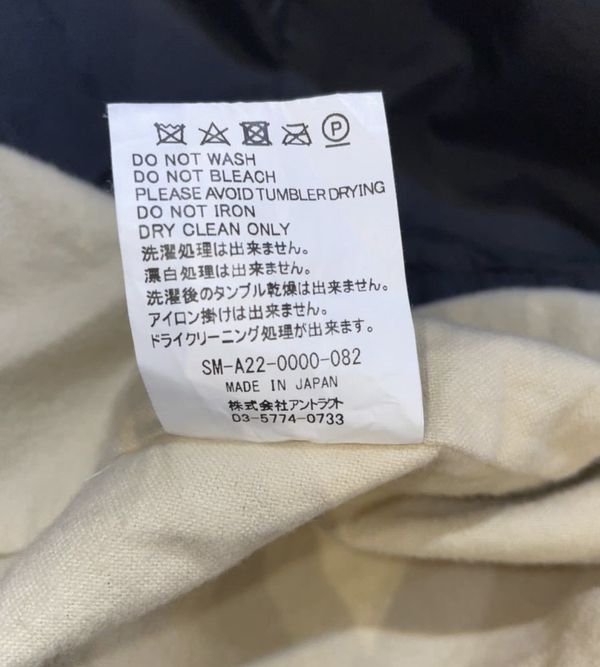 P
DO NOT WASH
DO NOT BLEACH
PLEASE AVOID TUMBLER DRYING
DO NOT IRON
DRY CLEAN ONLY
洗濯処理は出来ません。
漂白処理は出来ません。
洗濯後のタンブル乾燥は出来ません。
アイロン掛けは出来ません。
ドライクリーニング処理が出来ます。
SM-A22-0000-082
MADE IN JAPAN
株式会社アントラクト
03-5774-0733